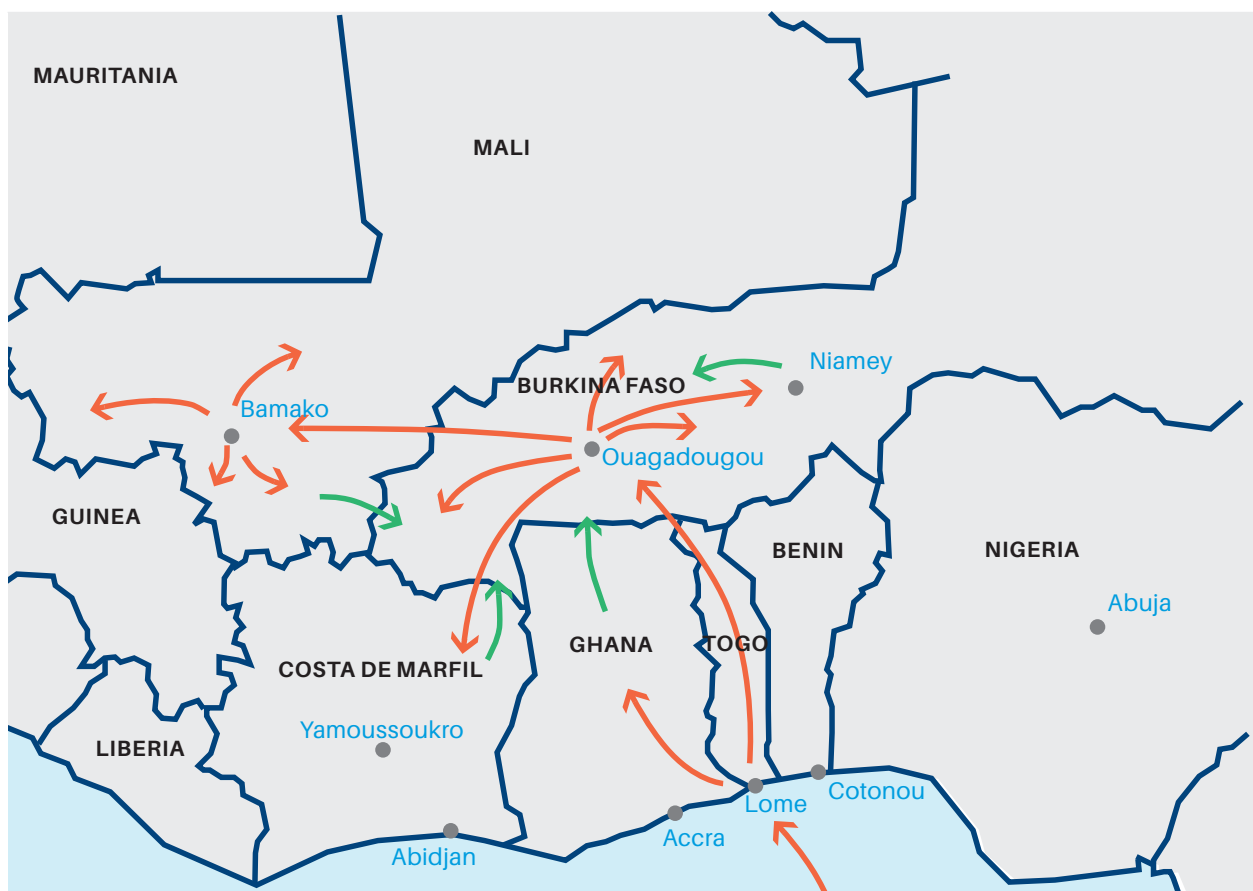 MAURITANIA
MALI
Niamey
BURKINA FASO
Bamako
Ouagadougou
GUINEA
BENIN
NIGERIA
Abuja
GHANA
TOGO
COSTA DE MARFIL
Yamoussoukro
LIBERIA
Cotonou
Lome
Accra
Abidjan